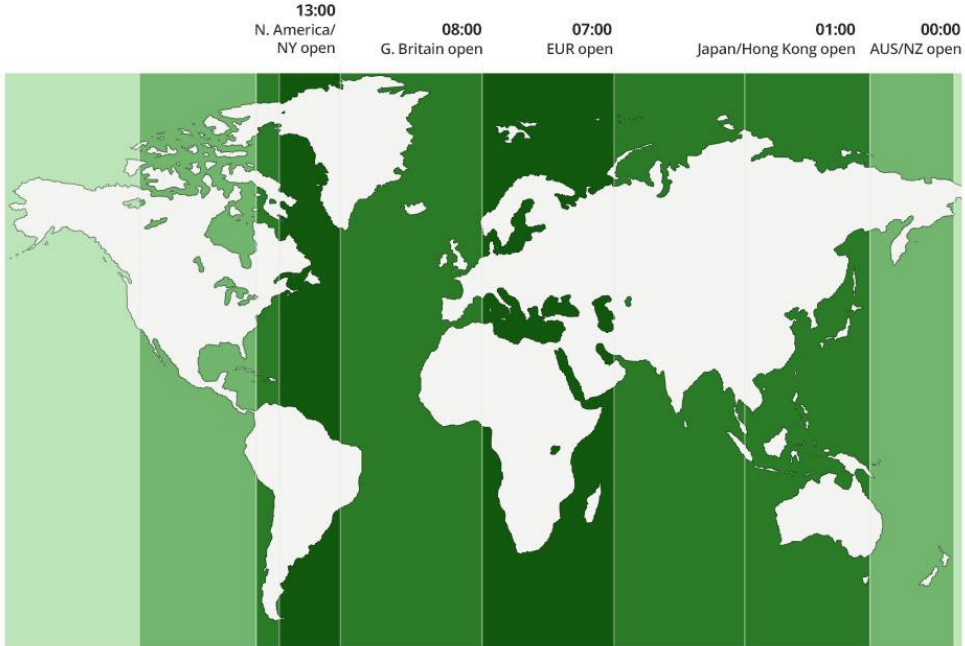 13:00
N. America/
NY open
08:00
G. Britain open
07:00
EUR open
01:00
Japan/Hong Kong open
00:00
AUS/NZ open